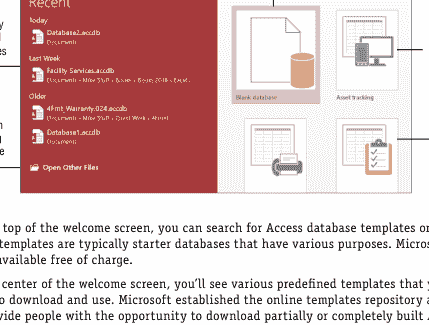 Recent
Today
Database2.accdb
Documents
Last Week
Facility Services.accdb
Older
4Fmt_Warranty.024.accdb
Database1.accdb
Documents
Open Other Files
Blank database
Asset tracking
top of the welcome screen, you can search for Access database templates
templates are typically starter databases that have various purposes.
available free of charge.
center of the welcome screen, you'll see various predefined templates that
download and use. Microsoft established the online templates repository
people with the opportunity to download partially or completely built